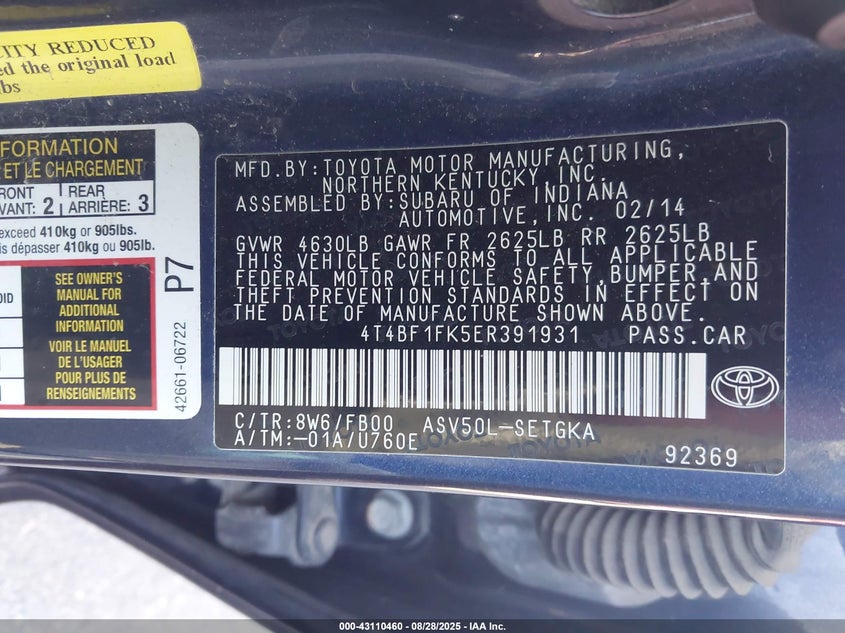 CITY REDUCED
ed the original load
lbs
FORMATION
ET LE CHARGEMENT
FRONT
VANT: 2
REAR
ARRIÈRE: 3
exceed 410kg or 905lbs.
is dépasser 410kg ou 905lb.
SEE OWNER'S
MANUAL FOR
ADDITIONAL
INFORMATION
VOIR LE MANUEL
DE L'USAGER
POUR PLUS DE
RENSEIGNEMENTS
P7
42661-06722
MFD.BY:TOYOTA MOTOR MANUFACTURING,
NORTHERN KENTUCKY, INC.
ASSEMBLED BY:SUBARU OF INDIANA
AUTOMOTIVE,INC. 02/14
GVWR 4630LB GAWR FR 2625LB RR 2625LB
THIS VEHICLE CONFORMS TO ALL APPLICABLE
FEDERAL MOTOR VEHICLE SAFETY,BUMPER,AND
THEFT PREVENTION STANDARDS IN EFFECT ON
THE DATE OF MANUFACTURE SHOWN ABOVE.
4T4BF1FK5ER391931 PASS.CAR
C/TR:8W6/FB00 ASV50L-SETGKA
A/TM:-01A/U760E
92369
000-43110460 - 08/28/2025 - IAA Inc.